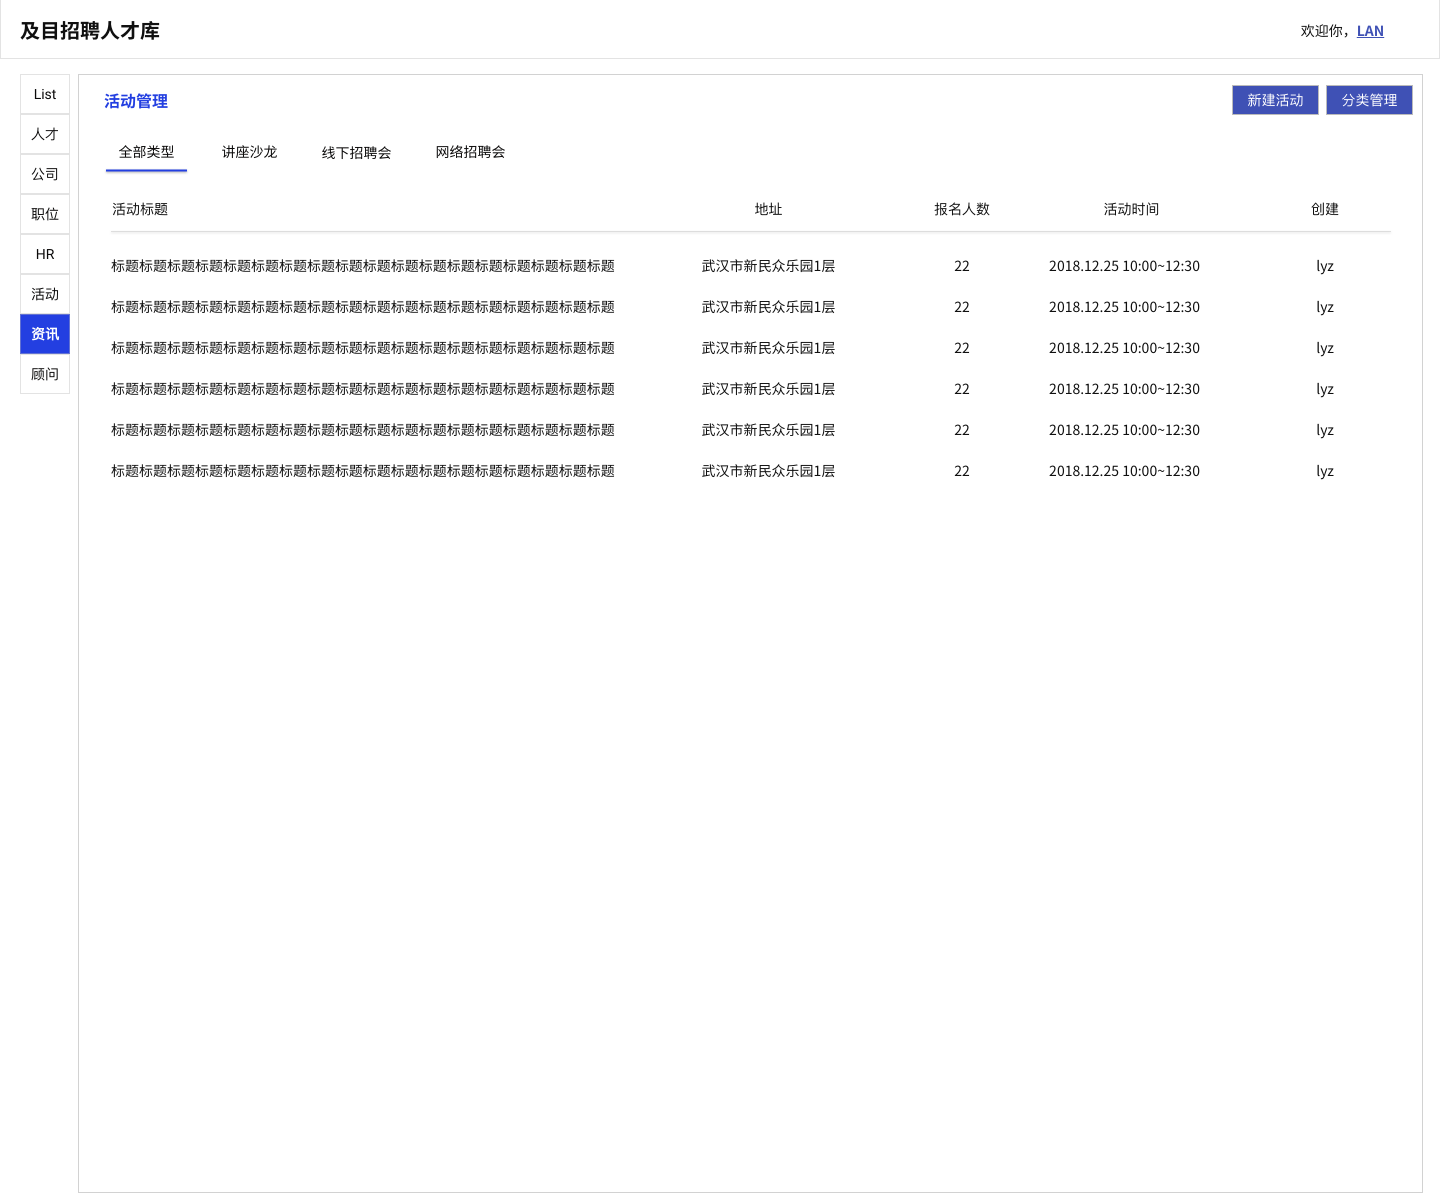 及目招聘人才库
欢迎你，LAN
List
人才
公司
职位
HR
活动
资讯
顾问
活动管理
新建活动 分类管理
全部类型 讲座沙龙 线下招聘会 网络招聘会
活动标题 地址 报名人数 活动时间 创建
标题标题标题标题标题标题标题标题标题标题标题标题标题标题标题标题标题标题 武汉市新民众乐园1层 22 2018.12.25 10:00~12:30 lyz
标题标题标题标题标题标题标题标题标题标题标题标题标题标题标题标题标题标题 武汉市新民众乐园1层 22 2018.12.25 10:00~12:30 lyz
标题标题标题标题标题标题标题标题标题标题标题标题标题标题标题标题标题标题 武汉市新民众乐园1层 22 2018.12.25 10:00~12:30 lyz
标题标题标题标题标题标题标题标题标题标题标题标题标题标题标题标题标题标题 武汉市新民众乐园1层 22 2018.12.25 10:00~12:30 lyz
标题标题标题标题标题标题标题标题标题标题标题标题标题标题标题标题标题标题 武汉市新民众乐园1层 22 2018.12.25 10:00~12:30 lyz
标题标题标题标题标题标题标题标题标题标题标题标题标题标题标题标题标题标题 武汉市新民众乐园1层 22 2018.12.25 10:00~12:30 lyz